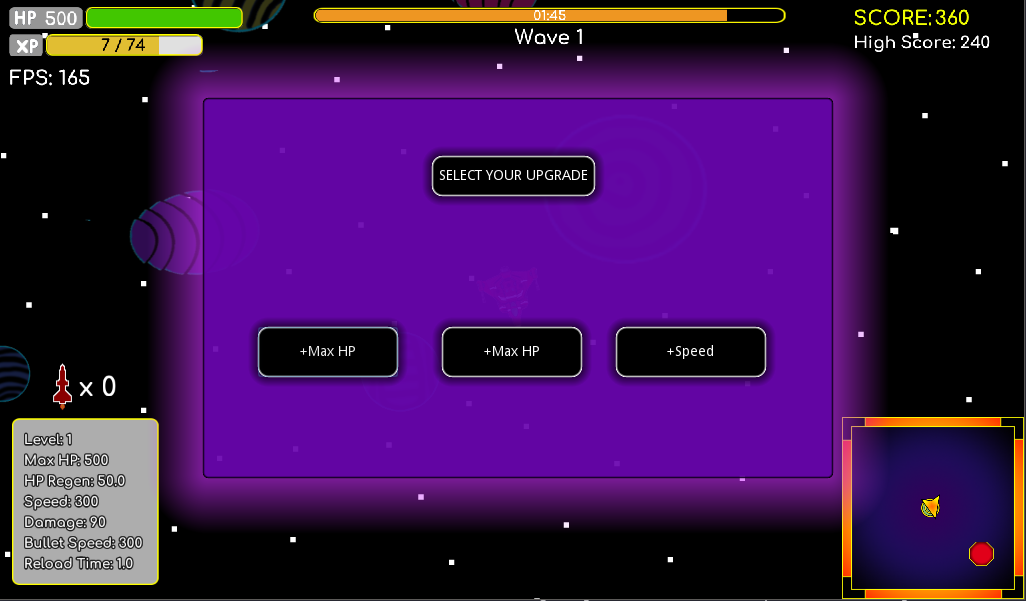 HP 500
01:45
SCORE: 360
XP
7 / 74
Wave 1
High Score: 240
FPS: 165
SELECT YOUR UPGRADE
+Max HP
+Max HP
+Speed
x 0
Level: 1
Max HP: 500
HP Regen: 50.0
Speed: 300
Damage: 90
Bullet Speed: 300
Reload Time: 1.0